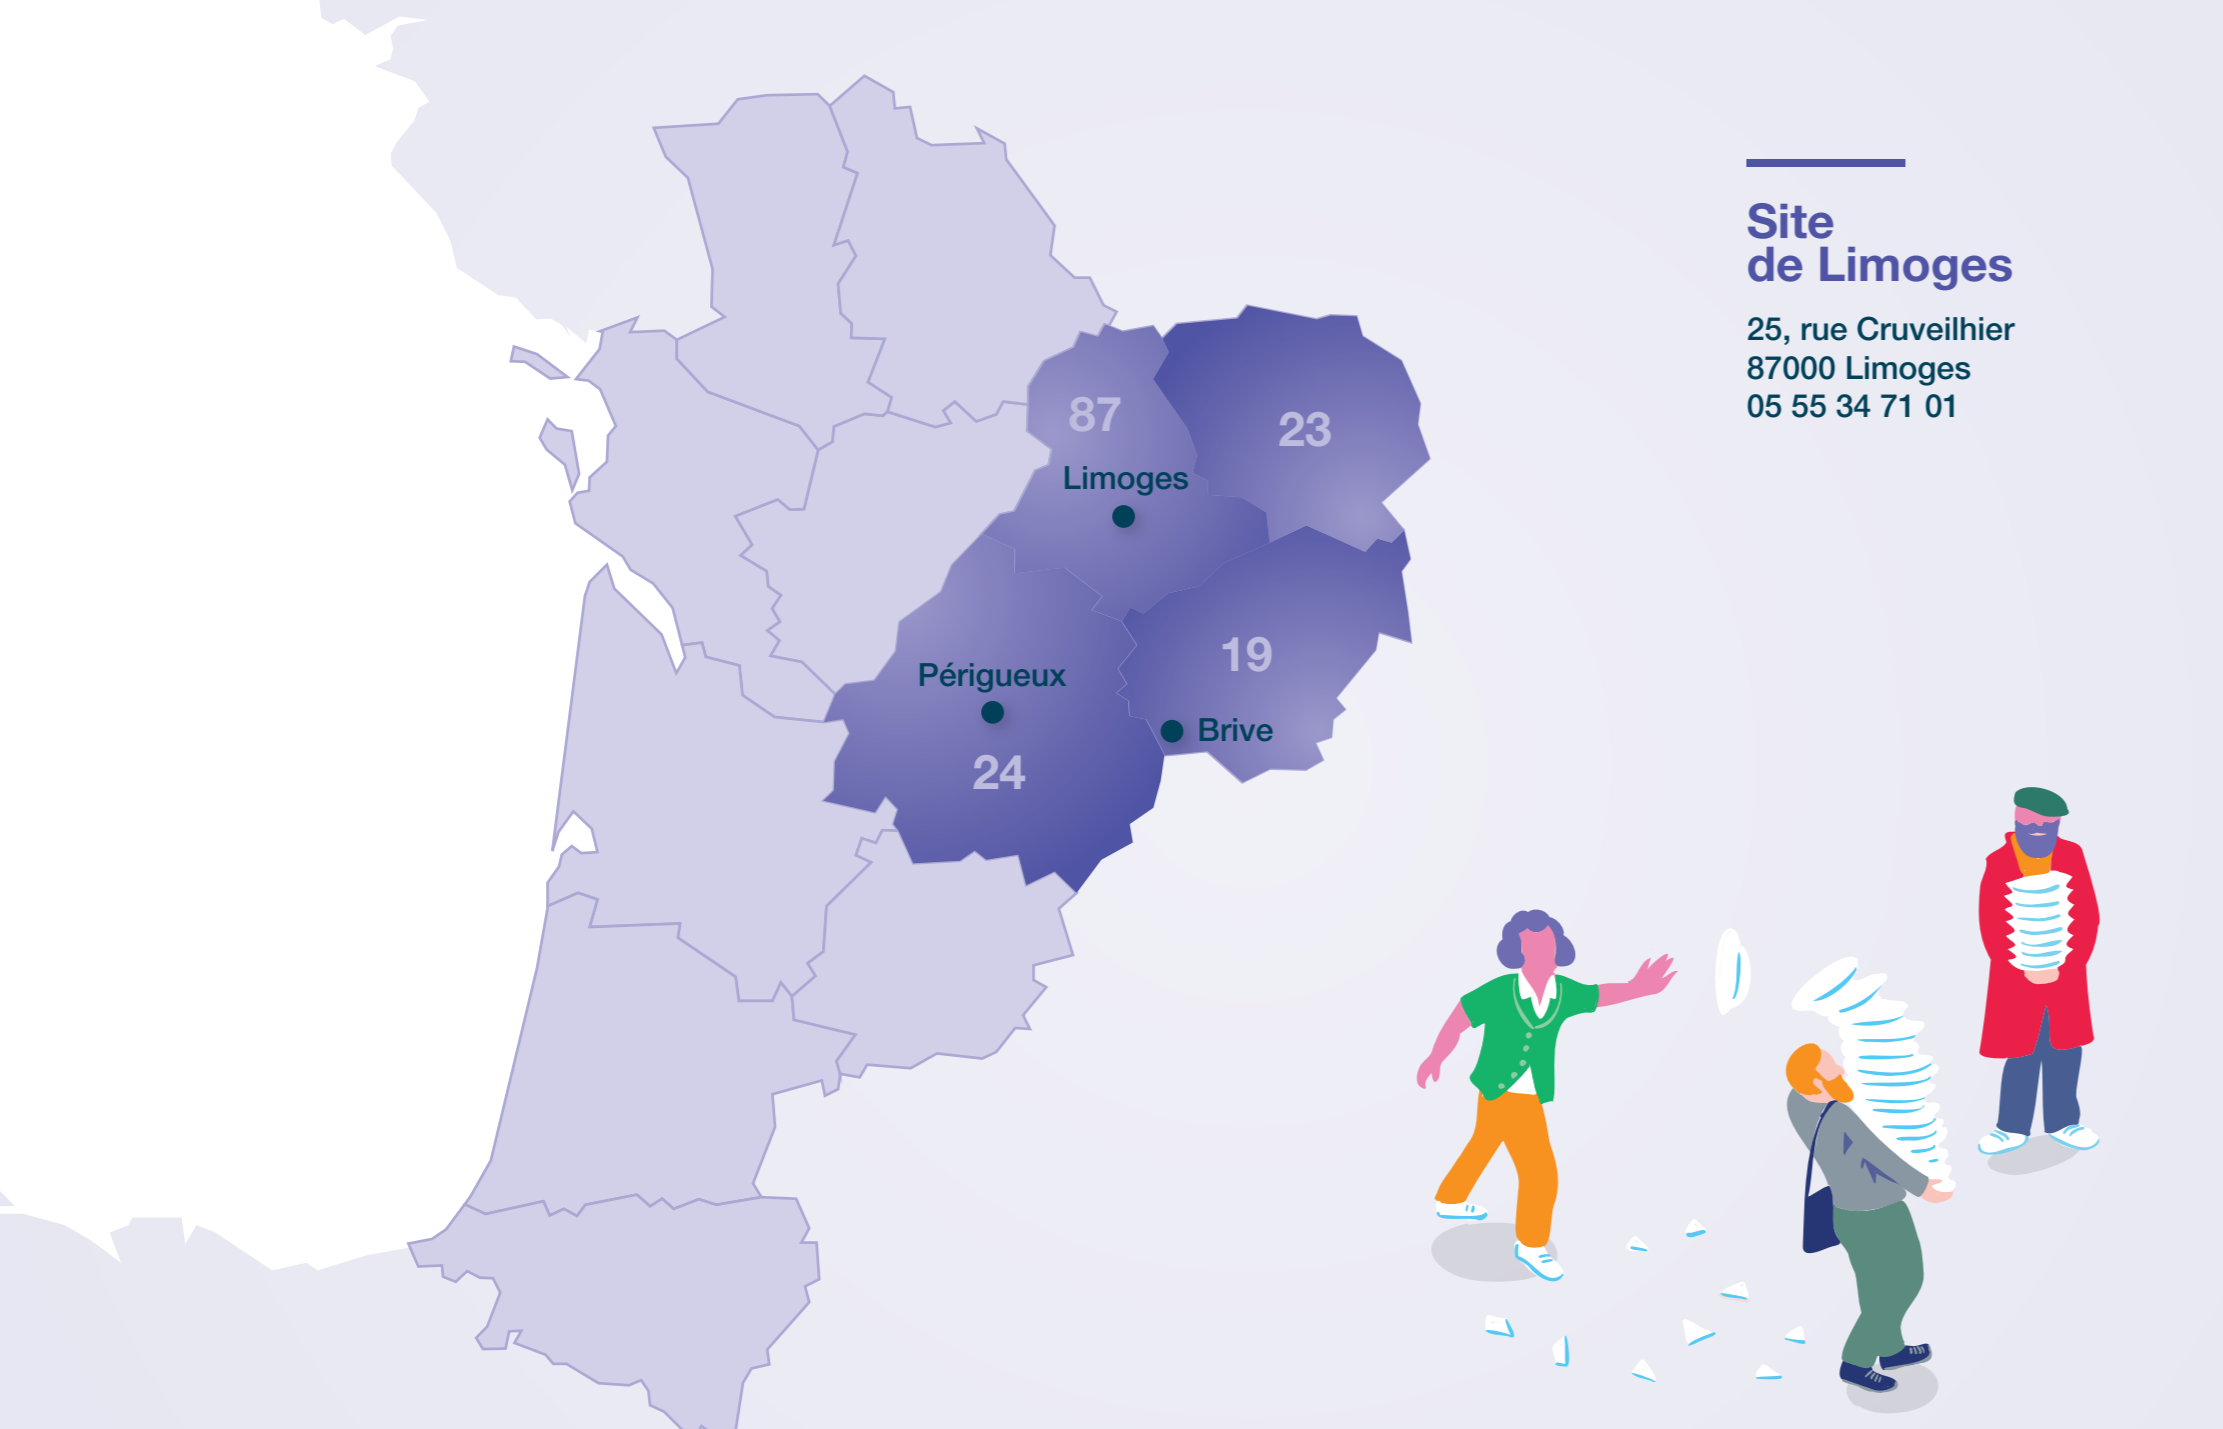 Site
de Limoges
25, rue Cruveilhier
87000 Limoges
05 55 34 71 01
87
23
Limoges
19
Périgueux
Brive
24